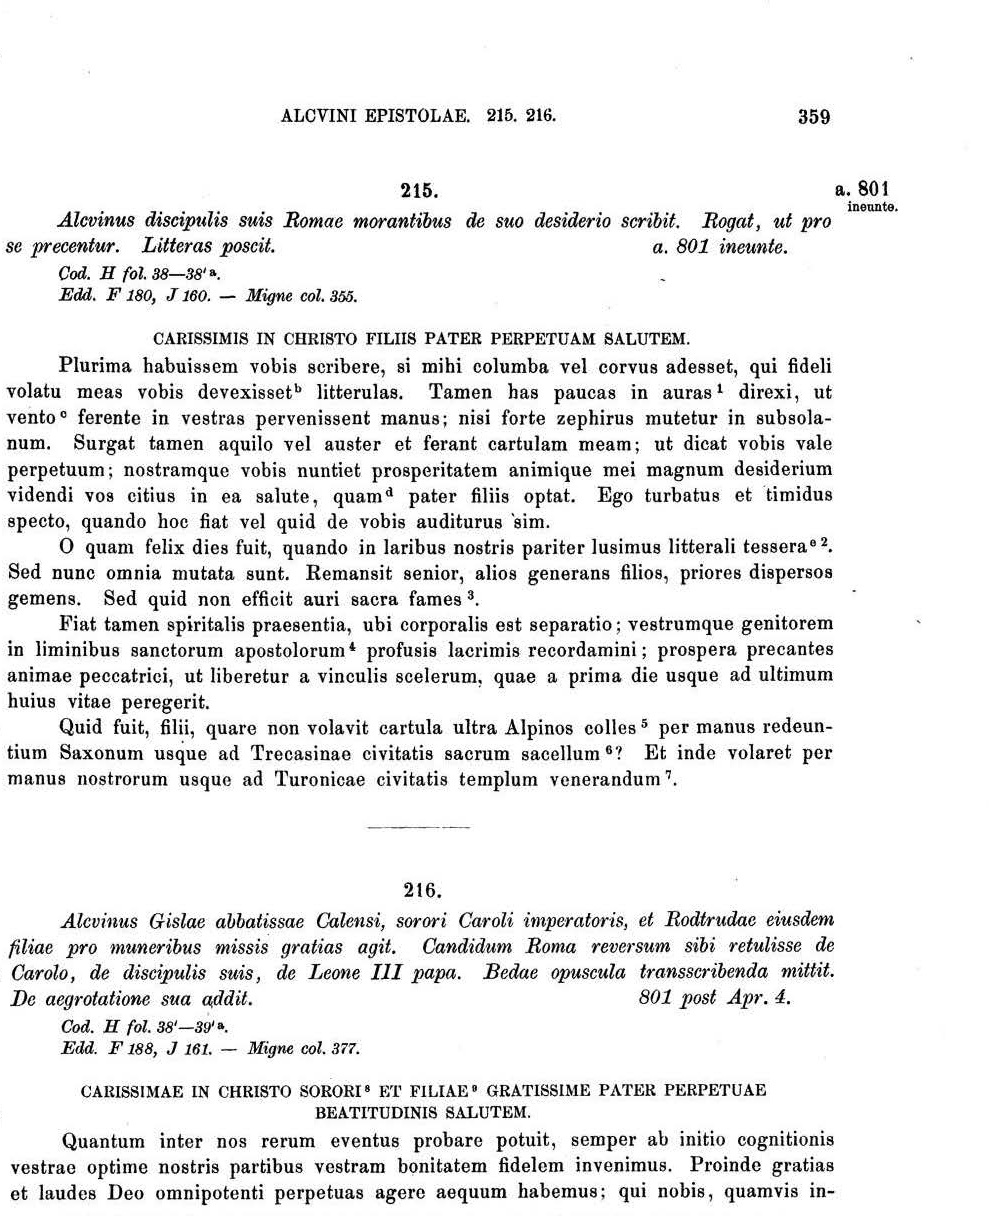 ALCVINI EPISTOLAE. 215. 216. 359
215. a. 801
ineunte.
Alcvinus discipulis suis Romae morantibus de suo desiderio scribit. Rogat, ut pro
se precentur. Litteras poscit. a. 801 ineunte.
Cod. H fol. 38—38' a.
Edd. F 180, J 160. — Migne col. 355.
CARISSIMIS IN CHRISTO FILIIS PATER PERPETUAM SALUTEM.
Plurima habuissem vobis scribere, si mihi columba vel corvus adesset, qui fideli
volatu meas vobis devexisset b litterulas. Tamen has paucas in auras 1 direxi, ut
vento c ferente in vestras pervenissent manus; nisi forte zephirus mutetur in subsola-
num. Surgat tamen aquilo vel auster et ferant cartulam meam; ut dicat vobis vale
perpetuum; nostramque vobis nuntiet prosperitatem animique mei magnum desiderium
videndi vos citius in ea salute, quam d pater filiis optat. Ego turbatus et timidus
specto, quando hoc fiat vel quid de vobis auditurus sim.
O quam felix dies fuit, quando in laribus nostris pariter lusimus litterali tessera e 2.
Sed nunc omnia mutata sunt. Remansit senior, alios generans filios, priores dispersos
gemens. Sed quid non efficit auri sacra fames 3.
Fiat tamen spiritalis praesentia, ubi corporalis est separatio; vestrumque genitorem
in liminibus sanctorum apostolorum 4 profusis lacrimis recordamini; prospera precantes
animae peccatrici, ut liberetur a vinculis scelerum, quae a prima die usque ad ultimum
huius vitae peregerit.
Quid fuit, filii, quare non volavit cartula ultra Alpinos colles 5 per manus redeun-
tium Saxonum usque ad Trecasinae civitatis sacrum sacellum 6? Et inde volaret per
manus nostrorum usque ad Turonicae civitatis templum venerandum 7.
216.
Alcvinus Gislae abbatissae Calensi, sorori Caroli imperatoris, et Rodtrudae eiusdem
filiae pro muneribus missis gratias agit. Candidum Roma reversum sibi retulisse de
Carolo, de discipulis suis, de Leone III papa. Bedae opuscula transscribenda mittit.
De aegrotatione sua addit. 801 post Apr. 4.
Cod. H fol. 38'—39' a.
Edd. F 188, J 161. — Migne col. 377.
CARISSIMAE IN CHRISTO SORORI 8 ET FILIAE 9 GRATISSIME PATER PERPETUAE
BEATITUDINIS SALUTEM.
Quantum inter nos rerum eventus probare potuit, semper ab initio cognitionis
vestrae optime nostris partibus vestram bonitatem fidelem invenimus. Proinde gratias
et laudes Deo omnipotenti perpetuas agere aequum habemus; qui nobis, quamvis in-